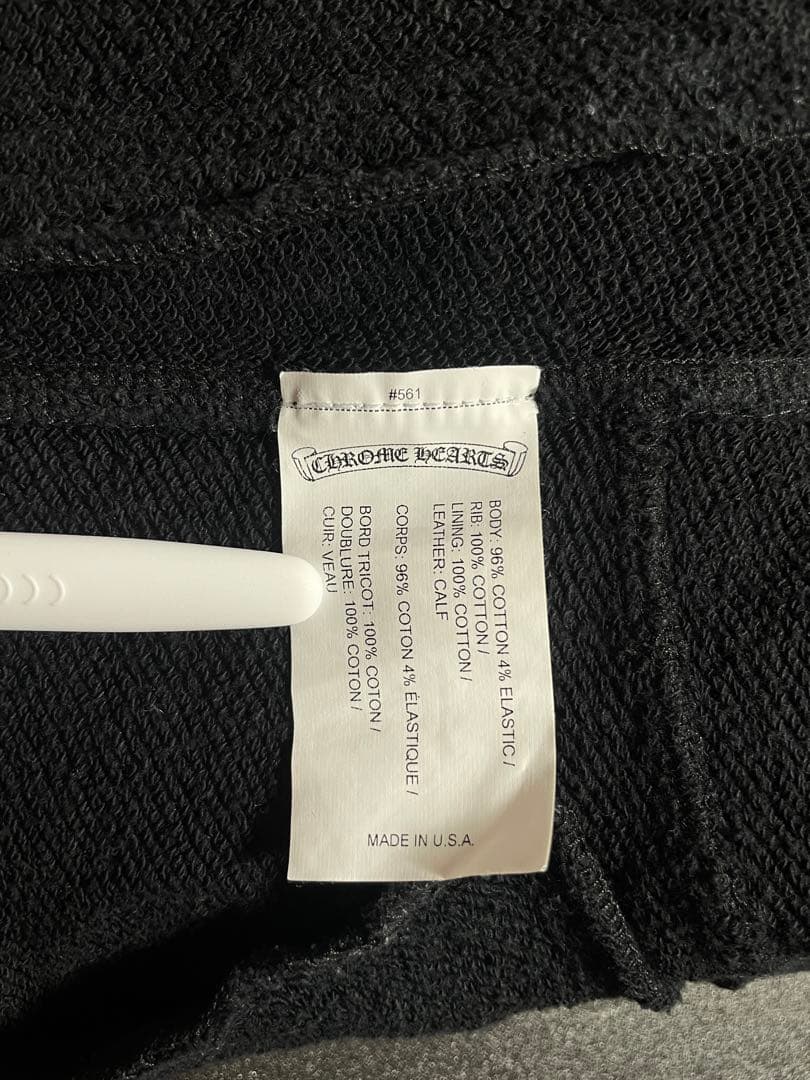 #561
CHROME HEARTS
BODY: 96% COTTON 4% ELASTIC /
RIB: 100% COTTON /
LINING: 100% COTTON /
LEATHER: CALF
CORPS: 96% COTON 4% ÉLASTIQUE /
BORD TRICOT: 100% COTON /
DOUBLURE: 100% COTON /
CUIR: VEAU
MADE IN U.S.A.